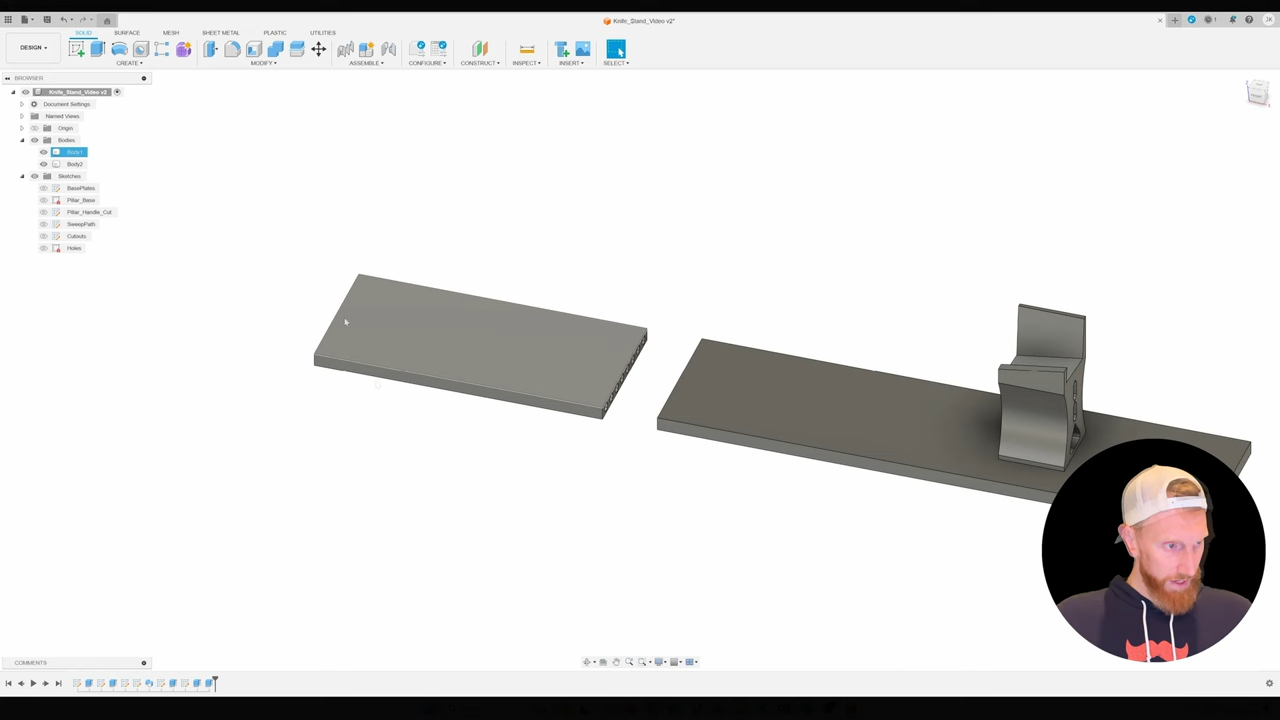 Knife_Stand_Video v2*
JK
DESIGN
SOLID
SURFACE
MESH
SHEET METAL
PLASTIC
UTILITIES
CREATE
MODIFY
ASSEMBLE
CONFIGURE
CONSTRUCT
INSPECT
INSERT
SELECT
BROWSER
Knife_Stand_Video v2
Document Settings
Named Views
Origin
Bodies
Body1
Body2
Sketches
BasePlates
Pillar_Base
Pillar_Handle_Cut
SweepPath
Cutouts
Holes
COMMENTS